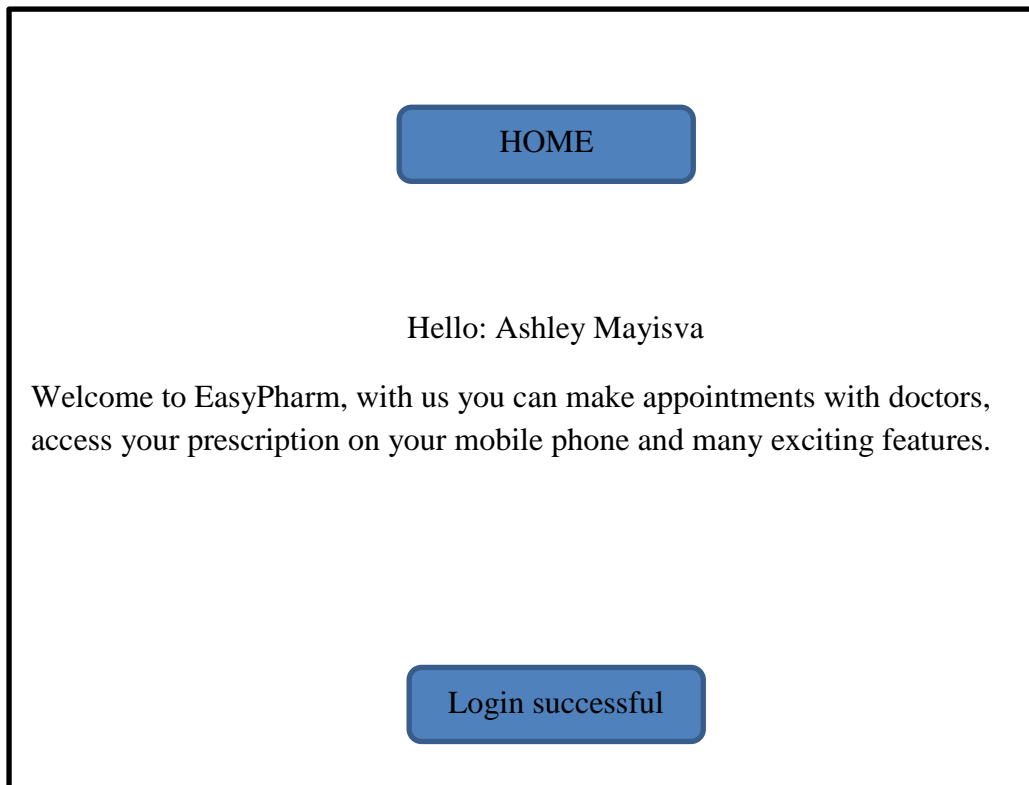 HOME
Hello: Ashley Mayisva
Welcome to EasyPharm, with us you can make appointments with doctors,
access your prescription on your mobile phone and many exciting features.
Login successful